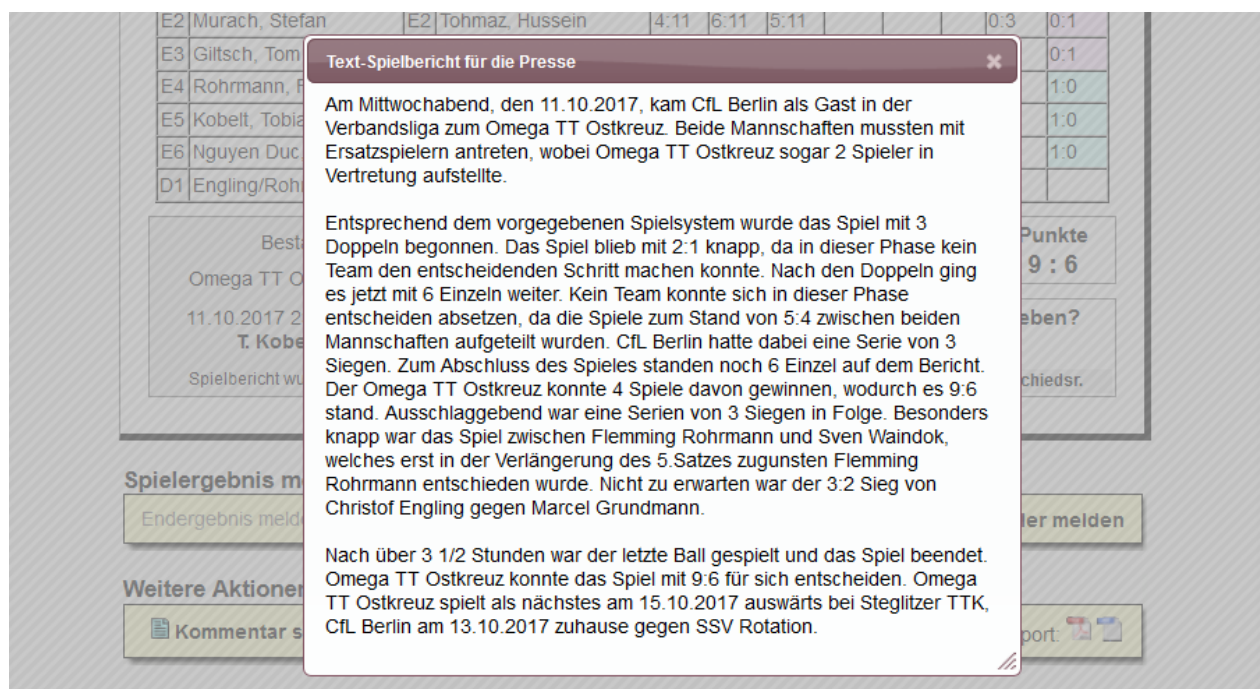 E2 Murach, Stefan E2 Tohmaz, Hussein 4:11 6:11 5:11 0:3 0:1
E3 Giltsch, Tom 0:1
E4 Rohrmann, 1:0
E5 Kobelt, 1:0
E6 Nguyen Duc 1:0
D1
Text-Spielbericht für die Presse
Am Mittwochabend, den 11.10.2017, kam CfL Berlin als Gast in der
Verbandsliga zum Omega TT Ostkreuz. Beide Mannschaften mussten mit
Ersatzspielern antreten, wobei Omega TT Ostkreuz sogar 2 Spieler in
Vertretung aufstellte.
Entsprechend dem vorgegebenen Spielsystem wurde das Spiel mit 3
Doppeln begonnen. Das Spiel blieb mit 2:1 knapp, da in dieser Phase kein
Team den entscheidenden Schritt machen konnte. Nach den Doppeln ging
es jetzt mit 6 Einzeln weiter. Kein Team konnte sich in dieser Phase
entscheiden absetzen, da die Spiele zum Stand von 5:4 zwischen beiden
Mannschaften aufgeteilt wurden. CfL Berlin hatte dabei eine Serie von 3
Siegen. Zum Abschluss des Spieles standen noch 6 Einzel auf dem Bericht.
Der Omega TT Ostkreuz konnte 4 Spiele davon gewinnen, wodurch es 9:6
stand. Ausschlaggebend war eine Serien von 3 Siegen in Folge. Besonders
knapp war das Spiel zwischen Flemming Rohrmann und Sven Waindok,
welches erst in der Verlängerung des 5.Satzes zugunsten Flemming
Rohrmann entschieden wurde. Nicht zu erwarten war der 3:2 Sieg von
Christof Engling gegen Marcel Grundmann.
Nach über 3 1/2 Stunden war der letzte Ball gespielt und das Spiel beendet.
Omega TT Ostkreuz konnte das Spiel mit 9:6 für sich entscheiden. Omega
TT Ostkreuz spielt als nächstes am 15.10.2017 auswärts bei Steglitzer TTK,
CfL Berlin am 13.10.2017 zuhause gegen SSV Rotation.
Punkte
9 : 6
Omega TT
11.10.2017
T.
Spielbericht
Spielergebnis
Endergebnis
melden
Weitere
Kommentar